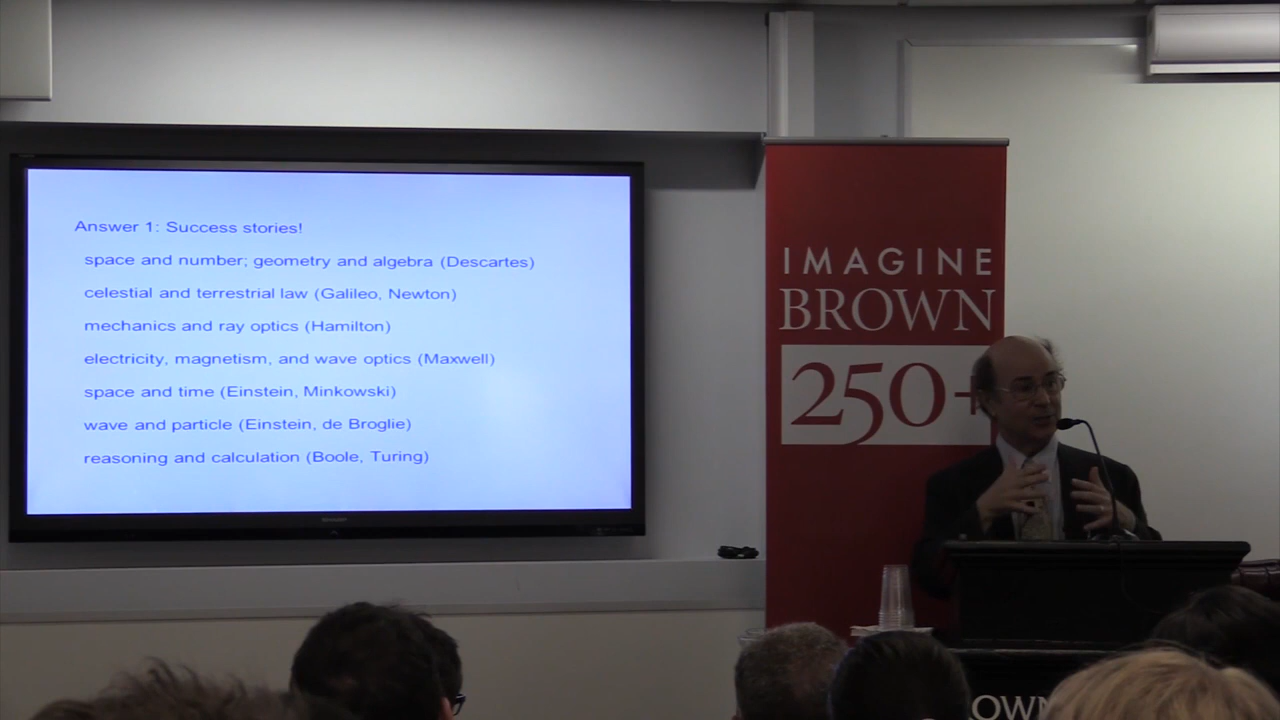 Answer 1: Success stories!
space and number; geometry and algebra (Descartes)
celestial and terrestrial law (Galileo, Newton)
mechanics and ray optics (Hamilton)
electricity, magnetism, and wave optics (Maxwell)
space and time (Einstein, Minkowski)
wave and particle (Einstein, de Broglie)
reasoning and calculation (Boole, Turing)
IMAGINE
BROWN
250+
OWN